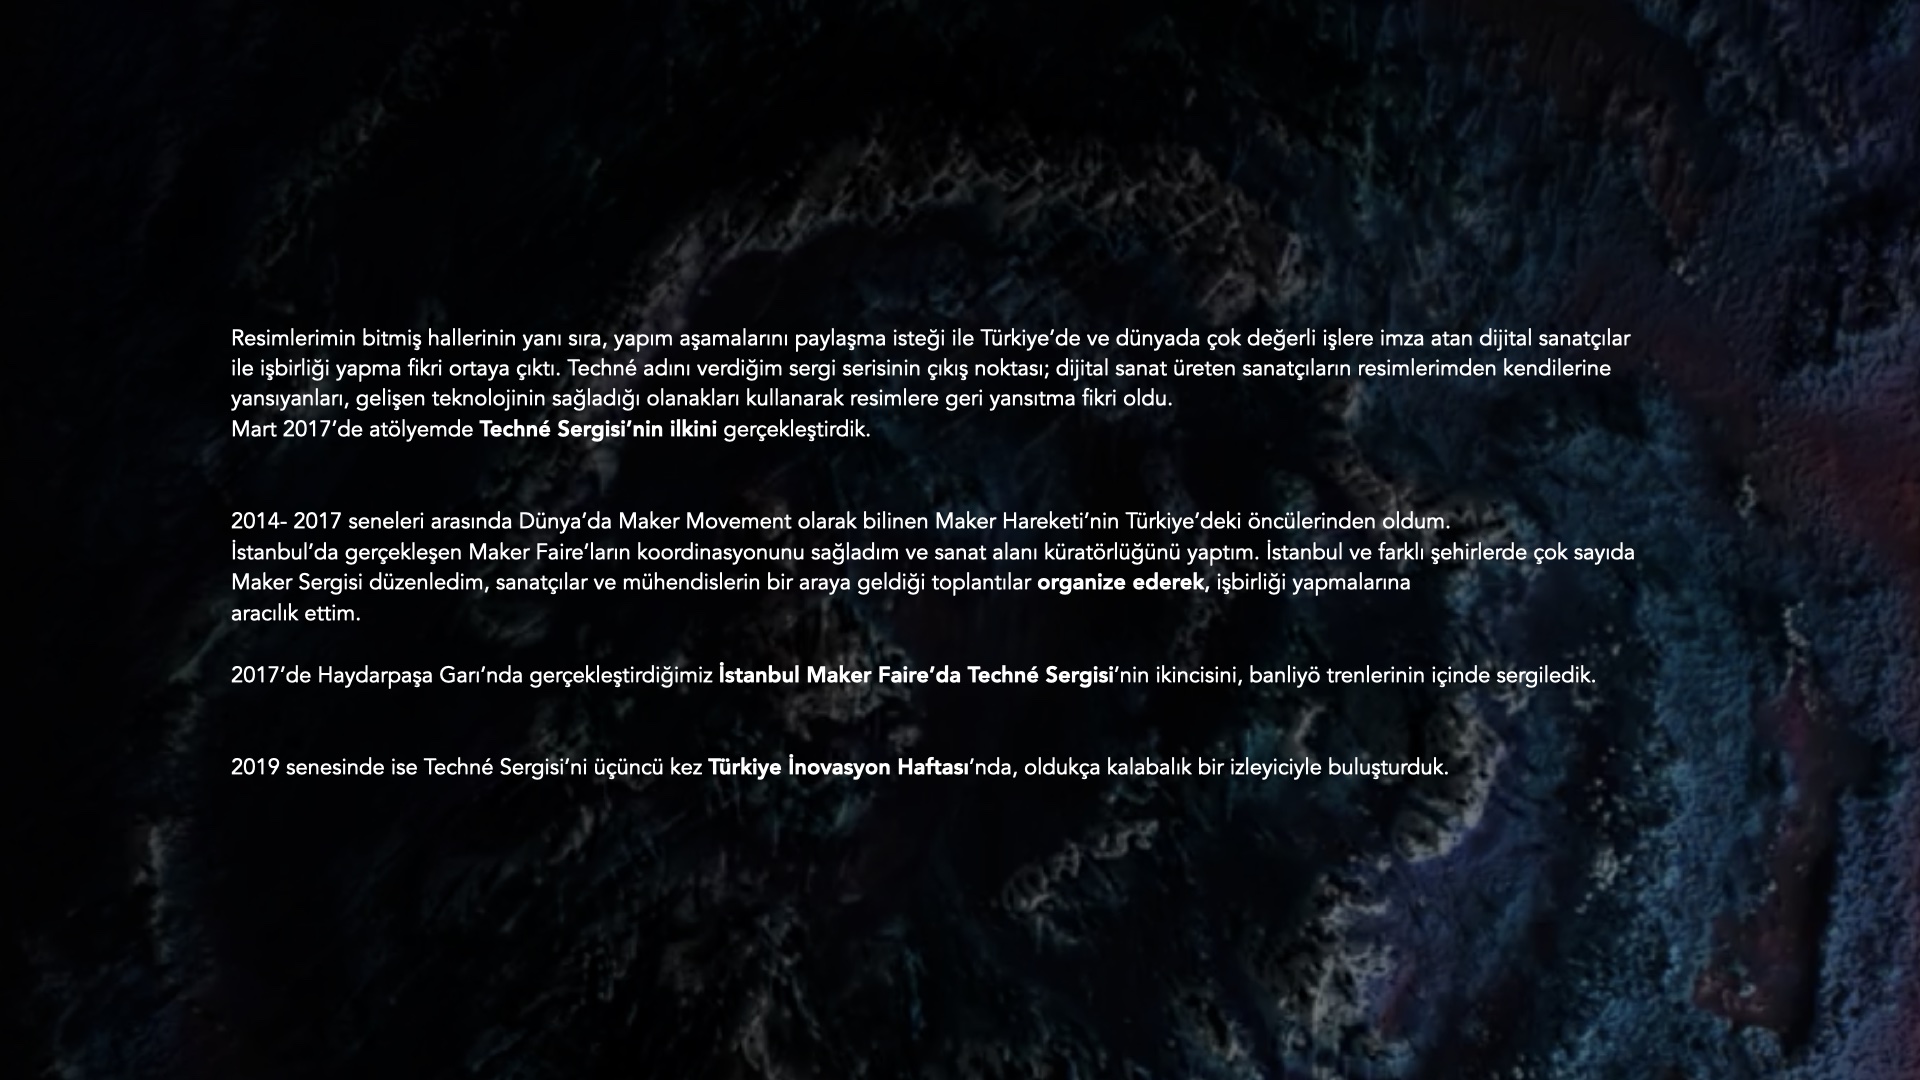 Resimlerimin bitmiş hallerinin yanı sıra, yapım aşamalarını paylaşma isteği ile Türkiye‘de ve dünyada çok değerli işlere imza atan dijital sanatçılar
ile işbirliği yapma fikri ortaya çıktı. Techné adını verdiğim sergi serisinin çıkış noktası; dijital sanat üreten sanatçıların resimlerimden kendilerine
yansıyanları, gelişen teknolojinin sağladığı olanakları kullanarak resimlere geri yansıtma fikri oldu.
Mart 2017’de atölyemde Techné Sergisi’nin ilkini gerçekleştirdik.
2014- 2017 seneleri arasında Dünya’da Maker Movement olarak bilinen Maker Hareketi’nin Türkiye’deki öncülerinden oldum.
İstanbul’da gerçekleşen Maker Faire’ların koordinasyonunu sağladım ve sanat alanı küratörlüğünü yaptım. İstanbul ve farklı şehirlerde çok sayıda
Maker Sergisi düzenledim, sanatçılar ve mühendislerin bir araya geldiği toplantılar organize ederek, işbirliği yapmalarına
aracılık ettim.
2017’de Haydarpaşa Garı’nda gerçekleştirdiğimiz İstanbul Maker Faire’da Techné Sergisi’nin ikincisini, banliyö trenlerinin içinde sergiledik.
2019 senesinde ise Techné Sergisi’ni üçüncü kez Türkiye İnovasyon Haftası’nda, oldukça kalabalık bir izleyiciyle buluşturduk.